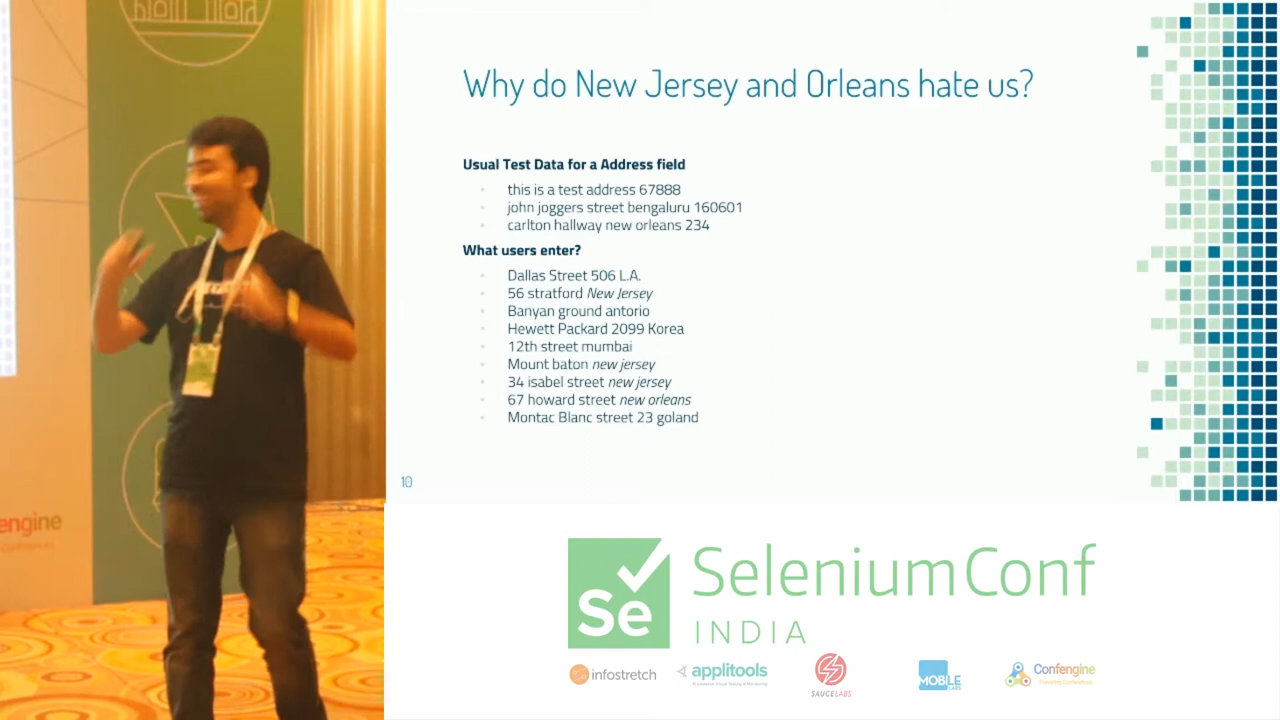 Why do New Jersey and Orleans hate us?
Usual Test Data for a Address field
this is a test address 67888
john joggers street bengaluru 160601
carlton hallway new orleans 234
What users enter?
Dallas Street 506 L.A.
56 stratford New Jersey
Banyan ground antorio
Hewett Packard 2099 Korea
12th street mumbai
Mount baton new jersey
34 isabel street new jersey
67 howard street new orleans
Montac Blanc street 23 goland
10
engine
Se
SeleniumConf
INDIA
infostretch
applitools
SAUCELABS
MOBILE
LABS
Confengine